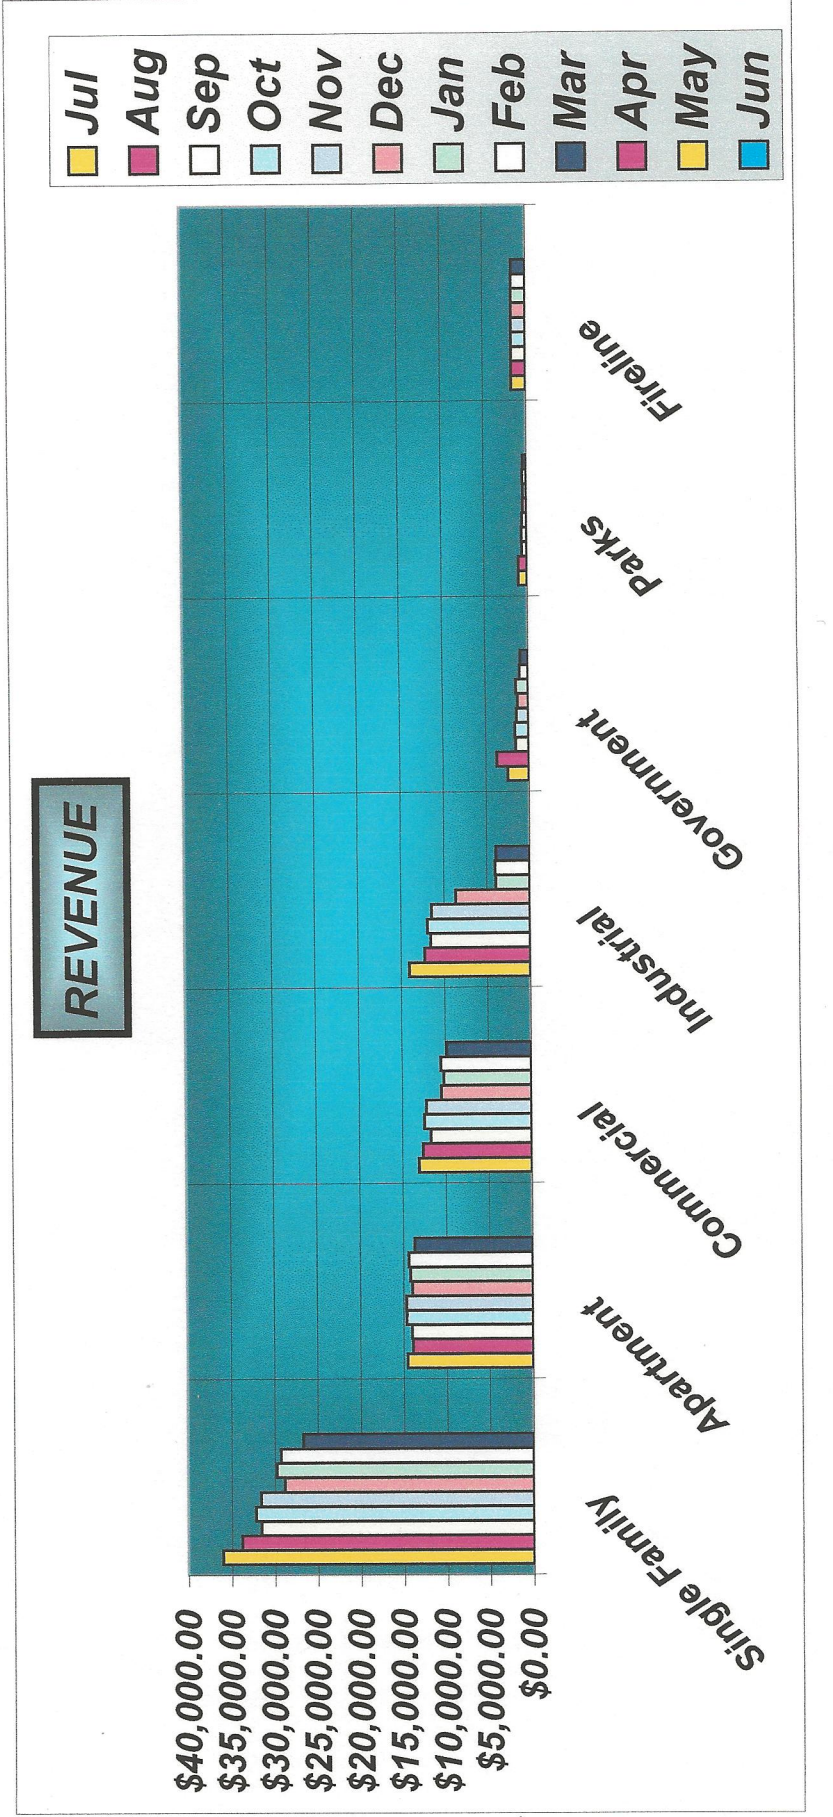 REVENUE
$40,000.00
$35,000.00
$30,000.00
$25,000.00
$20,000.00
$15,000.00
$10,000.00
$5,000.00
$0.00
Single Family
Apartment
Commercial
Industrial
Government
Parks
Fireline
Jul
Aug
Sep
Oct
Nov
Dec
Jan
Feb
Mar
Apr
May
Jun